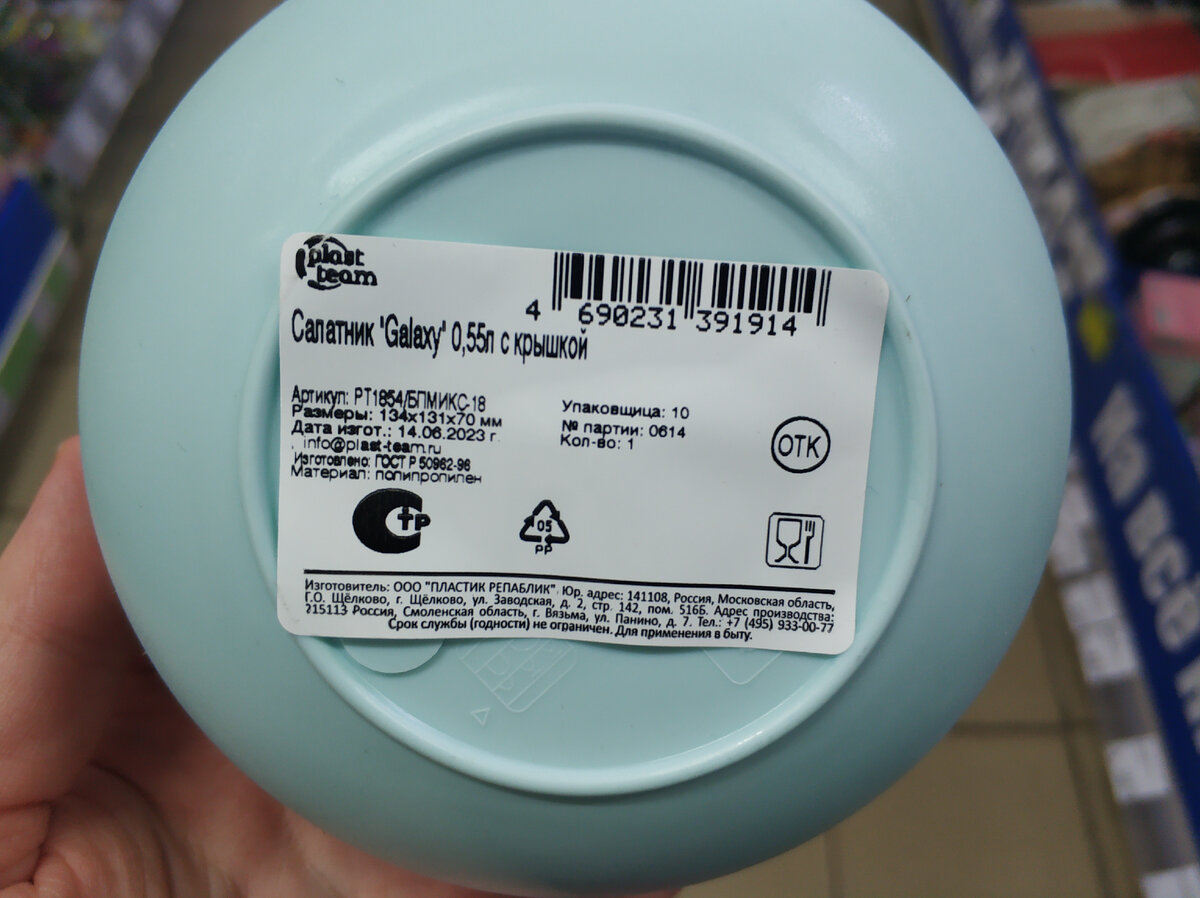 plast team
4 690231 391914
Салатник 'Galaxy' 0,55л с крышкой
Артикул: РТ1854/БПМИКС-18
Размеры: 134х131х70 мм
Дата изгот.: 14.06.2023 г.
, info@plast-team.ru
Изготовлено: ГОСТ Р 50962-96
Материал: полипропилен
Упаковщица: 10
№ партии: 0614
Кол-во: 1
ОТК
СТР
05
PP
Изготовитель: ООО "ПЛАСТИК РЕПАБЛИК". Юр. адрес: 141108, Россия, Московская область,
Г.О. Щёлково, г. Щёлково, ул. Заводская, д. 2, стр. 142, пом. 516Б. Адрес производства:
215113 Россия, Смоленская область, г. Вязьма, ул. Панино, д. 7. Тел.: +7 (495) 933-00-77
Срок службы (годности) не ограничен. Для применения в быту.